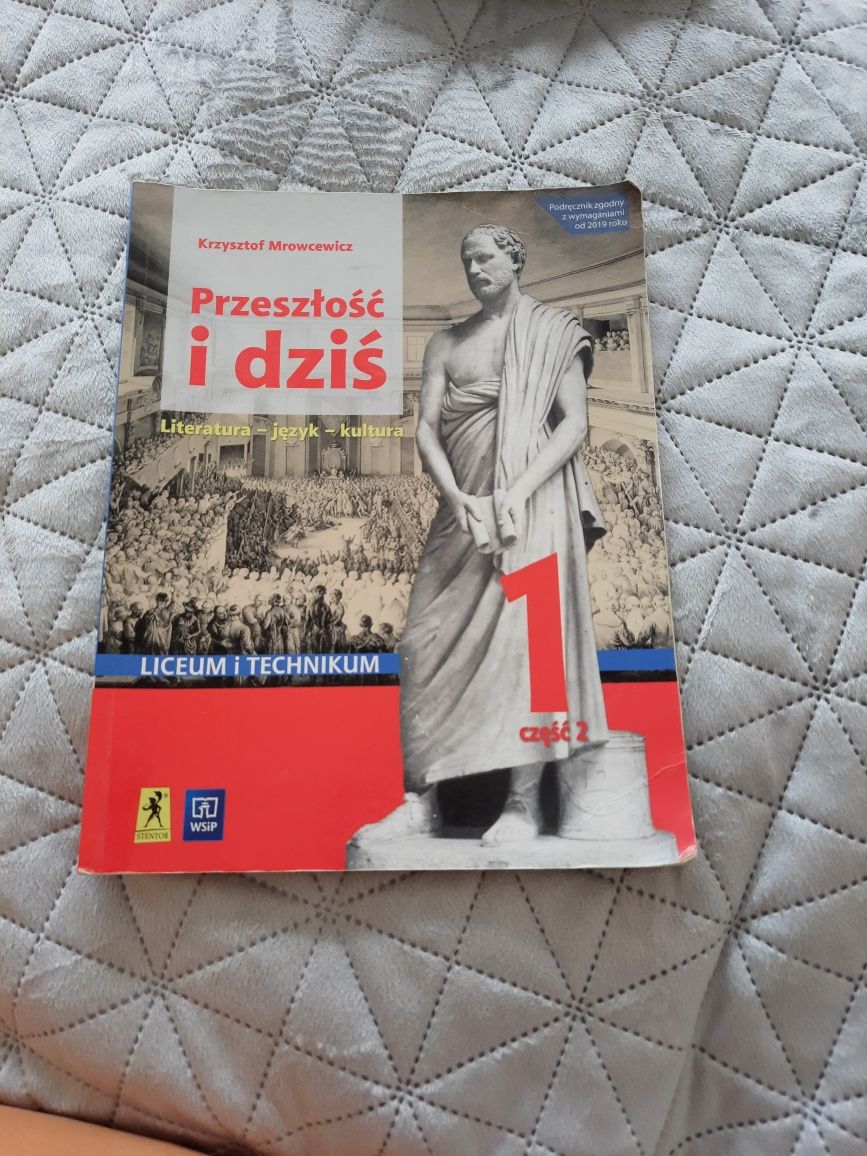 Podręcznik zgodny
z wymaganiami
od 2019 roku
Krzysztof Mrowcewicz
Przeszłość
i dziś
Literatura – język – kultura
LICEUM i TECHNIKUM
1
część 2
STENTOR
®
WSiP